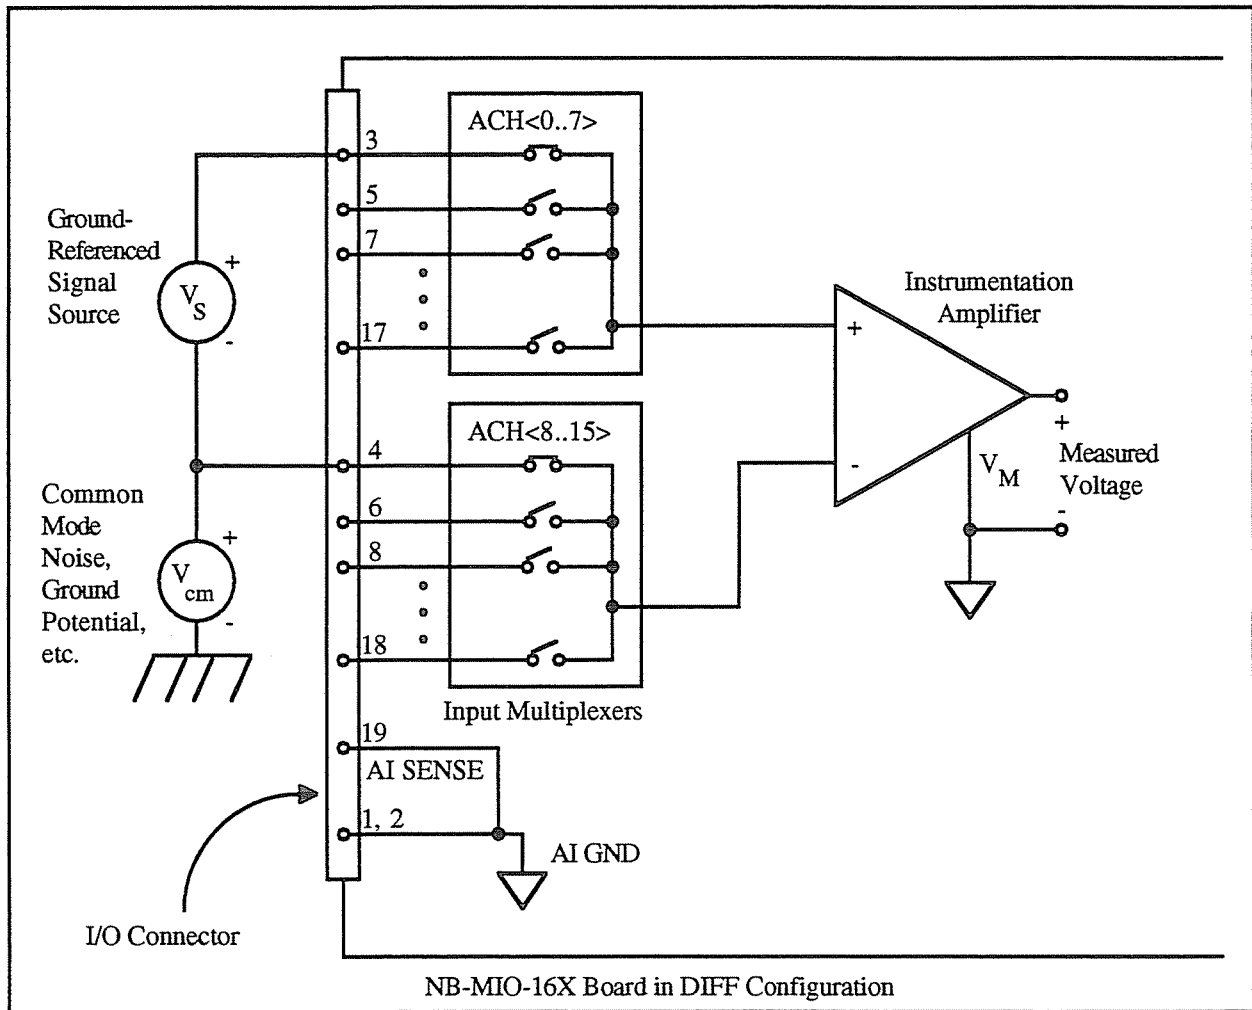 ACH<0..7>
3
5
7
17
Ground-
Referenced
Signal
Source
+
V
S
-
Instrumentation
Amplifier
+
-
V
M
+
Measured
Voltage
-
ACH<8..15>
4
6
8
18
Common
Mode
Noise,
Ground
Potential,
etc.
+
V
cm
-
Input Multiplexers
19
AI SENSE
1, 2
AI GND
I/O Connector
NB-MIO-16X Board in DIFF Configuration